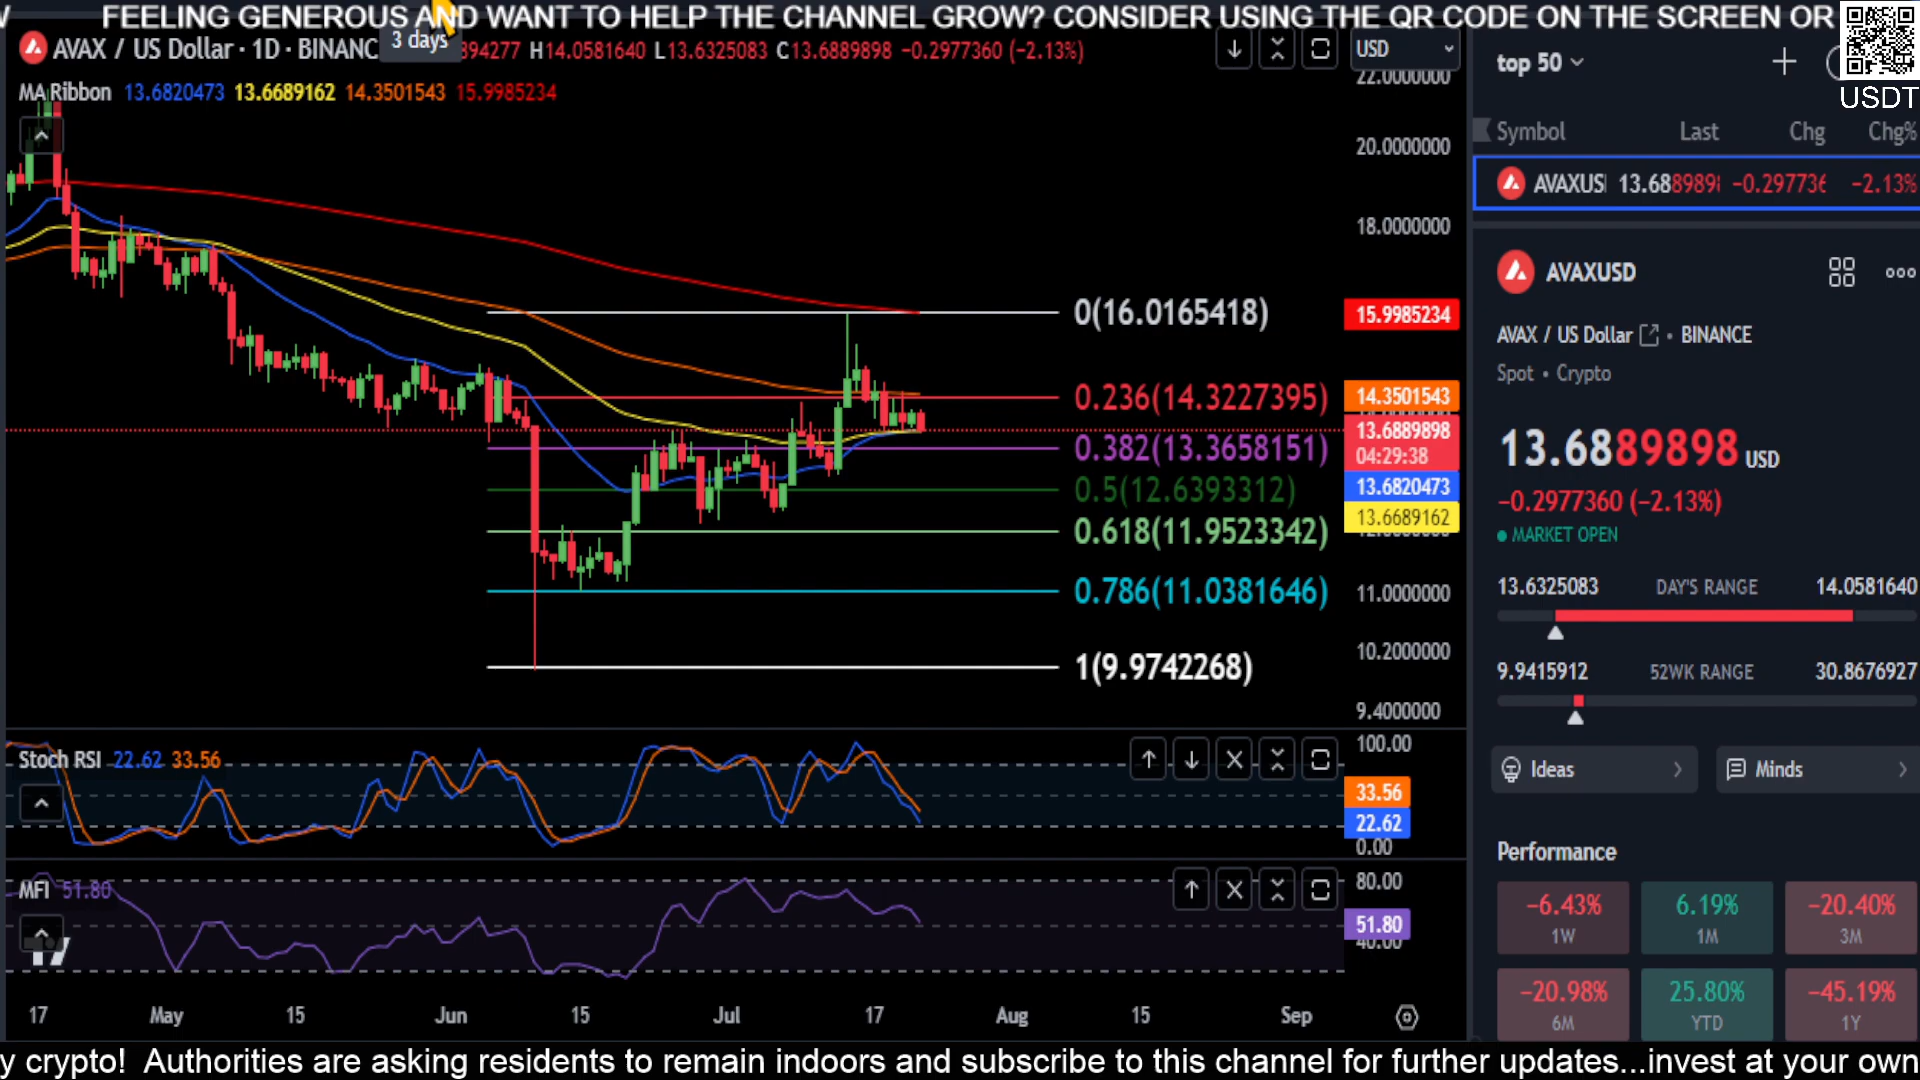 FEELING GENEROUS AND WANT TO HELP THE CHANNEL GROW? CONSIDER USING THE QR CODE ON THE SCREEN OR
AVAX / US Dollar · 1D · BINANC
3 days
894277 H14.0581640 L13.6325083 C13.6889898 −0.2977360 (−2.13%)
USD
MA Ribbon 13.6820473 13.6689162 14.3501543 15.9985234
22.0000000
20.0000000
18.0000000
0(16.0165418)
15.9985234
0.236(14.3227395)
14.3501543
13.6889898
04:29:38
0.382(13.3658151)
13.6820473
0.5(12.6393312)
13.6689162
0.618(11.9523342)
0.786(11.0381646)
11.0000000
10.2000000
1(9.9742268)
9.4000000
Stoch RSI 22.62 33.56
100.00
33.56
22.62
0.00
MFI 51.80
80.00
51.80
40.00
17 May 15 Jun 15 Jul 17 Aug 15 Sep
top 50
USDT
Symbol Last Chg Chg%
AVAXUS 13.688989 −0.297736 −2.13%
AVAXUSD
AVAX / US Dollar • BINANCE
Spot • Crypto
13.6889898 USD
−0.2977360 (−2.13%)
MARKET OPEN
13.6325083 DAY'S RANGE 14.0581640
9.9415912 52WK RANGE 30.8676927
Ideas Minds
Performance
−6.43% 6.19% −20.40%
1W 1M 3M
−20.98% 25.80% −45.19%
6M YTD 1Y
y crypto! Authorities are asking residents to remain indoors and subscribe to this channel for further updates...invest at your own